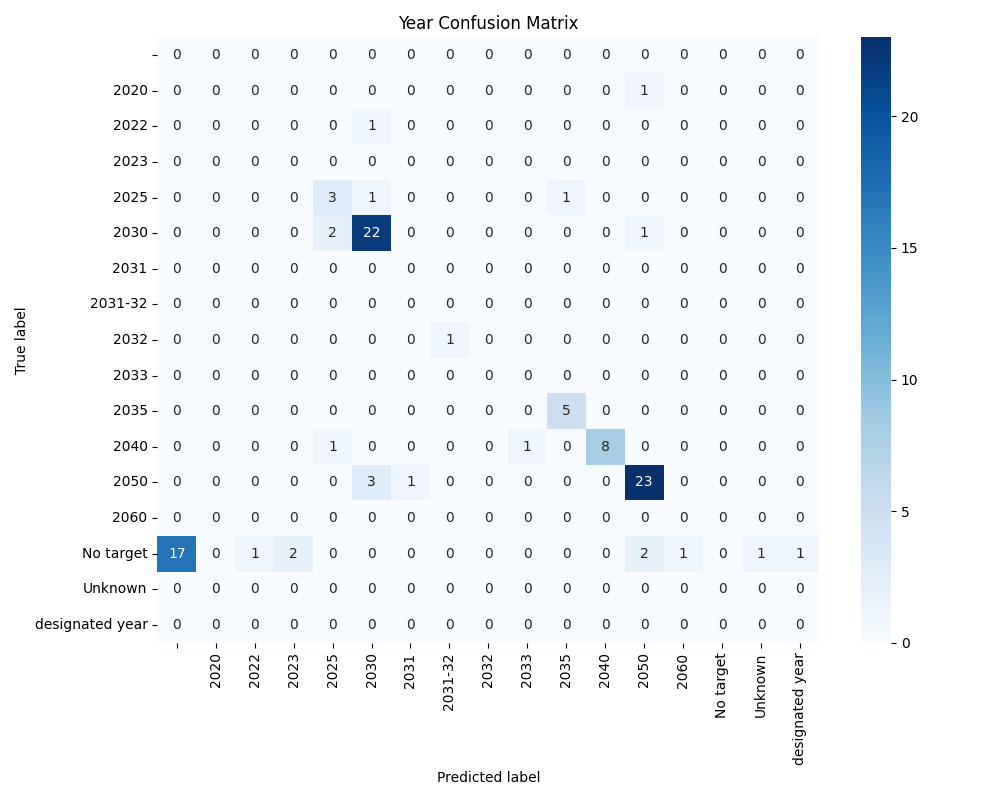 Year Confusion Matrix
0 0 0 0 0 0 0 0 0 0 0 0 0 0 0 0 0
2020 0 0 0 0 0 0 0 0 0 0 0 0 1 0 0 0 0
2022 0 0 0 0 0 1 0 0 0 0 0 0 0 0 0 0 0
2023 0 0 0 0 0 0 0 0 0 0 0 0 0 0 0 0 0
2025 0 0 0 0 3 1 0 0 0 0 1 0 0 0 0 0 0
2030 0 0 0 0 2 22 0 0 0 0 0 0 1 0 0 0 0
2031 0 0 0 0 0 0 0 0 0 0 0 0 0 0 0 0 0
2031-32 0 0 0 0 0 0 0 0 0 0 0 0 0 0 0 0 0
2032 0 0 0 0 0 0 0 1 0 0 0 0 0 0 0 0 0
2033 0 0 0 0 0 0 0 0 0 0 0 0 0 0 0 0 0
2035 0 0 0 0 0 0 0 0 0 0 5 0 0 0 0 0 0
2040 0 0 0 0 1 0 0 0 0 1 0 8 0 0 0 0 0
2050 0 0 0 0 0 3 1 0 0 0 0 0 23 0 0 0 0
2060 0 0 0 0 0 0 0 0 0 0 0 0 0 0 0 0 0
No target 17 0 1 2 0 0 0 0 0 0 0 0 2 1 0 1 1
Unknown 0 0 0 0 0 0 0 0 0 0 0 0 0 0 0 0 0
designated year 0 0 0 0 0 0 0 0 0 0 0 0 0 0 0 0 0
True label
2020
2022
2023
2025
2030
2031
2031-32
2032
2033
2035
2040
2050
2060
No target
Unknown
designated year
Predicted label
20
15
10
5
0